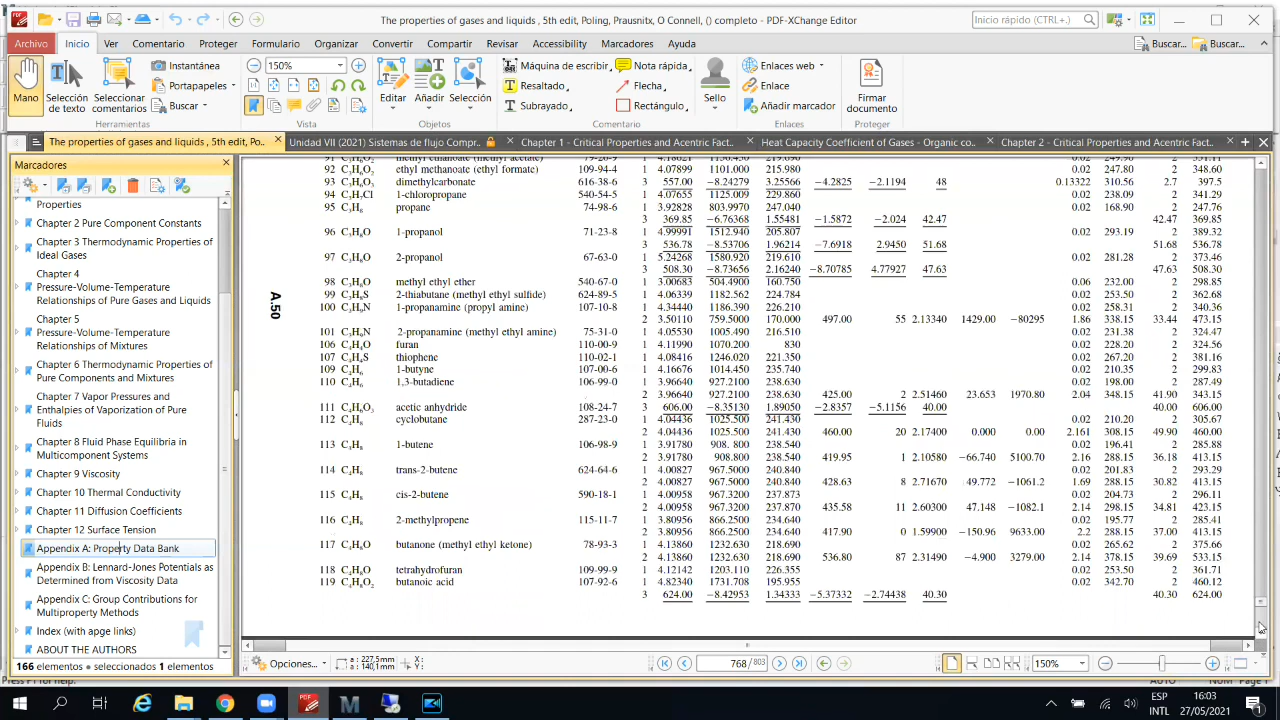 The properties of gases and liquids , 5th edit, Poling, Prausnitz, O Connell, () completo - PDF-XChange Editor
Inicio rápido (CTRL+,)
Archivo Inicio Ver Comentario Proteger Formulario Organizar Convertir Compartir Revisar Accessibility Marcadores Ayuda Buscar... Buscar...
Mano
Selección de texto
Seleccionar comentarios
Instantánea
Portapapeles
Buscar
Herramientas
150%
Vista
Editar
Añadir
Selección
Objetos
Máquina de escribir
Resaltado
Subrayado
Nota rápida
Flecha
Rectángulo
Comentario
Sello
Enlaces web
Enlace
Añadir marcador
Enlaces
Firmar documento
Proteger
The properties of gases and liquids , 5th edit, Poling, Po..
Unidad VII (2021) Sistemas de flujo Compr..
Chapter 1 - Critical Properties and Acentric Fact..
Heat Capacity Coefficient of Gases - Organic co..
Chapter 2 - Critical Properties and Acentric Fact..
Marcadores
Properties
Chapter 2 Pure Component Constants
Chapter 3 Thermodynamic Properties of
Ideal Gases
Chapter 4
Pressure-Volume-Temperature
Relationships of Pure Gases and Liquids
Chapter 5
Pressure-Volume-Temperature
Relationships of Mixtures
Chapter 6 Thermodynamic Properties of
Pure Components and Mixtures
Chapter 7 Vapor Pressures and
Enthalpies of Vaporization of Pure
Fluids
Chapter 8 Fluid Phase Equilibria in
Multicomponent Systems
Chapter 9 Viscosity
Chapter 10 Thermal Conductivity
Chapter 11 Diffusion Coefficients
Chapter 12 Surface Tension
Appendix A: Property Data Bank
Appendix B: Lennard-Jones Potentials as
Determined from Viscosity Data
Appendix C: Group Contributions for
Multiproperty Methods
Index (with apge links)
ABOUT THE AUTHORS
166 elementos • seleccionado 1 elementos
A.50
91 C₃H₆O₂ methyl ethanoate (methyl acetate) 79-20-9 1 4.18621 1156.430 219.690 0.02 249.90 2 351.11
92 C₃H₆O₂ ethyl methanoate (ethyl formate) 109-94-4 1 4.07899 1101.000 215.980 0.02 247.80 2 348.60
93 C₃H₆O₃ dimethylcarbonate 616-38-6 3 557.00 −8.24279 3.25566 −4.2825 −2.1194 48 0.13322 310.56 2.7 397.5
94 C₃H₇Cl 1-chloropropane 540-54-5 1 4.07655 1125.009 229.860 0.02 238.09 2 341.29
95 C₃H₈ propane 74-98-6 1 3.92828 803.9970 247.040 0.02 168.90 2 247.76
3 369.85 −6.76368 1.55481 −1.5872 −2.024 42.47 42.47 369.85
96 C₃H₈O 1-propanol 71-23-8 1 4.99991 1512.940 205.807 0.02 293.19 2 389.32
3 536.78 −8.53706 1.96214 −7.6918 2.9450 51.68 51.68 536.78
97 C₃H₈O 2-propanol 67-63-0 1 5.24268 1580.920 219.610 0.02 281.28 2 373.46
3 508.30 −8.73656 2.16240 −8.70785 4.77927 47.63 47.63 508.30
98 C₃H₈O methyl ethyl ether 540-67-0 1 3.00683 504.4900 160.750 0.06 232.00 2 298.85
99 C₃H₈S 2-thiabutane (methyl ethyl sulfide) 624-89-5 1 4.06339 1182.562 224.784 0.02 253.50 2 362.68
100 C₃H₉N 1-propanamine (propyl amine) 107-10-8 1 4.34440 1186.390 226.210 0.02 258.31 2 340.36
2 3.50110 759.5000 170.000 497.00 55 2.13340 1429.00 −80295 1.86 338.15 33.44 473.15
101 C₃H₉N 2-propanamine (methyl ethyl amine) 75-31-0 1 4.05530 1005.490 216.510 0.02 231.38 2 324.47
106 C₄H₄O furan 110-00-9 1 4.11990 1070.200 830 0.02 228.20 2 324.56
107 C₄H₄S thiophene 110-02-1 1 4.08416 1246.020 221.350 0.02 267.20 2 381.16
109 C₄H₆ 1-butyne 107-00-6 1 4.16676 1014.450 235.740 0.02 210.35 2 299.83
110 C₄H₆ 1,3-butadiene 106-99-0 1 3.96640 927.2100 238.630 0.02 198.00 2 287.49
2 3.96640 927.2100 238.630 425.00 2 2.51460 23.653 1970.80 2.04 348.15 41.90 343.15
111 C₄H₆O₃ acetic anhydride 108-24-7 3 606.00 −8.35130 1.89050 −2.8357 −5.1156 40.00 40.00 606.00
112 C₄H₈ cyclobutane 287-23-0 1 4.04436 1025.500 241.430 0.02 210.20 2 305.67
2 4.04436 1025.500 241.430 460.00 20 2.17400 0.000 0.00 2.161 308.15 49.90 460.00
113 C₄H₈ 1-butene 106-98-9 1 3.91780 908. 800 238.540 0.02 196.41 2 285.88
2 3.91780 908.800 238.540 419.95 1 2.10580 −66.740 5100.70 2.16 288.15 36.18 413.15
114 C₄H₈ trans-2-butene 624-64-6 1 4.00827 967.5000 240.840 0.02 201.83 2 293.29
2 4.00827 967.5000 240.840 428.63 8 2.71670 49.772 −1061.2 1.69 288.15 30.82 413.15
115 C₄H₈ cis-2-butene 590-18-1 1 4.00958 967.3200 237.873 0.02 204.73 2 296.11
2 4.00958 967.3200 237.873 435.58 11 2.60300 47.148 −1082.1 2.14 298.15 34.81 423.15
116 C₄H₈ 2-methylpropene 115-11-7 1 3.80956 866.2500 234.640 0.02 195.77 2 285.41
2 3.80956 866.2500 234.640 417.90 0 1.59900 −30.956 9633.00 2.2 288.15 37.00 413.15
117 C₄H₈O butanone (methyl ethyl ketone) 78-93-3 1 4.13860 1232.630 218.690 0.02 265.62 2 375.66
2 4.13860 1232.630 218.690 536.80 87 2.31490 −4.900 3279.00 2.14 378.15 39.69 533.15
118 C₄H₈O tetrahydrofuran 109-99-9 1 4.12142 1203.110 226.355 0.02 253.50 2 361.71
119 C₄H₈O₂ butanoic acid 107-92-6 1 4.82340 1731.708 195.955 0.02 342.70 2 460.12
3 624.00 −8.42953 1.34333 −5.37332 −2.74438 40.30 40.30 624.00
Opciones... a: 227,5mm a: 140,1mm X: Y: 768 / 803 150%
Press F1 for help. AUTO NUM Page 1
ESP INTL 16:03 27/05/2021